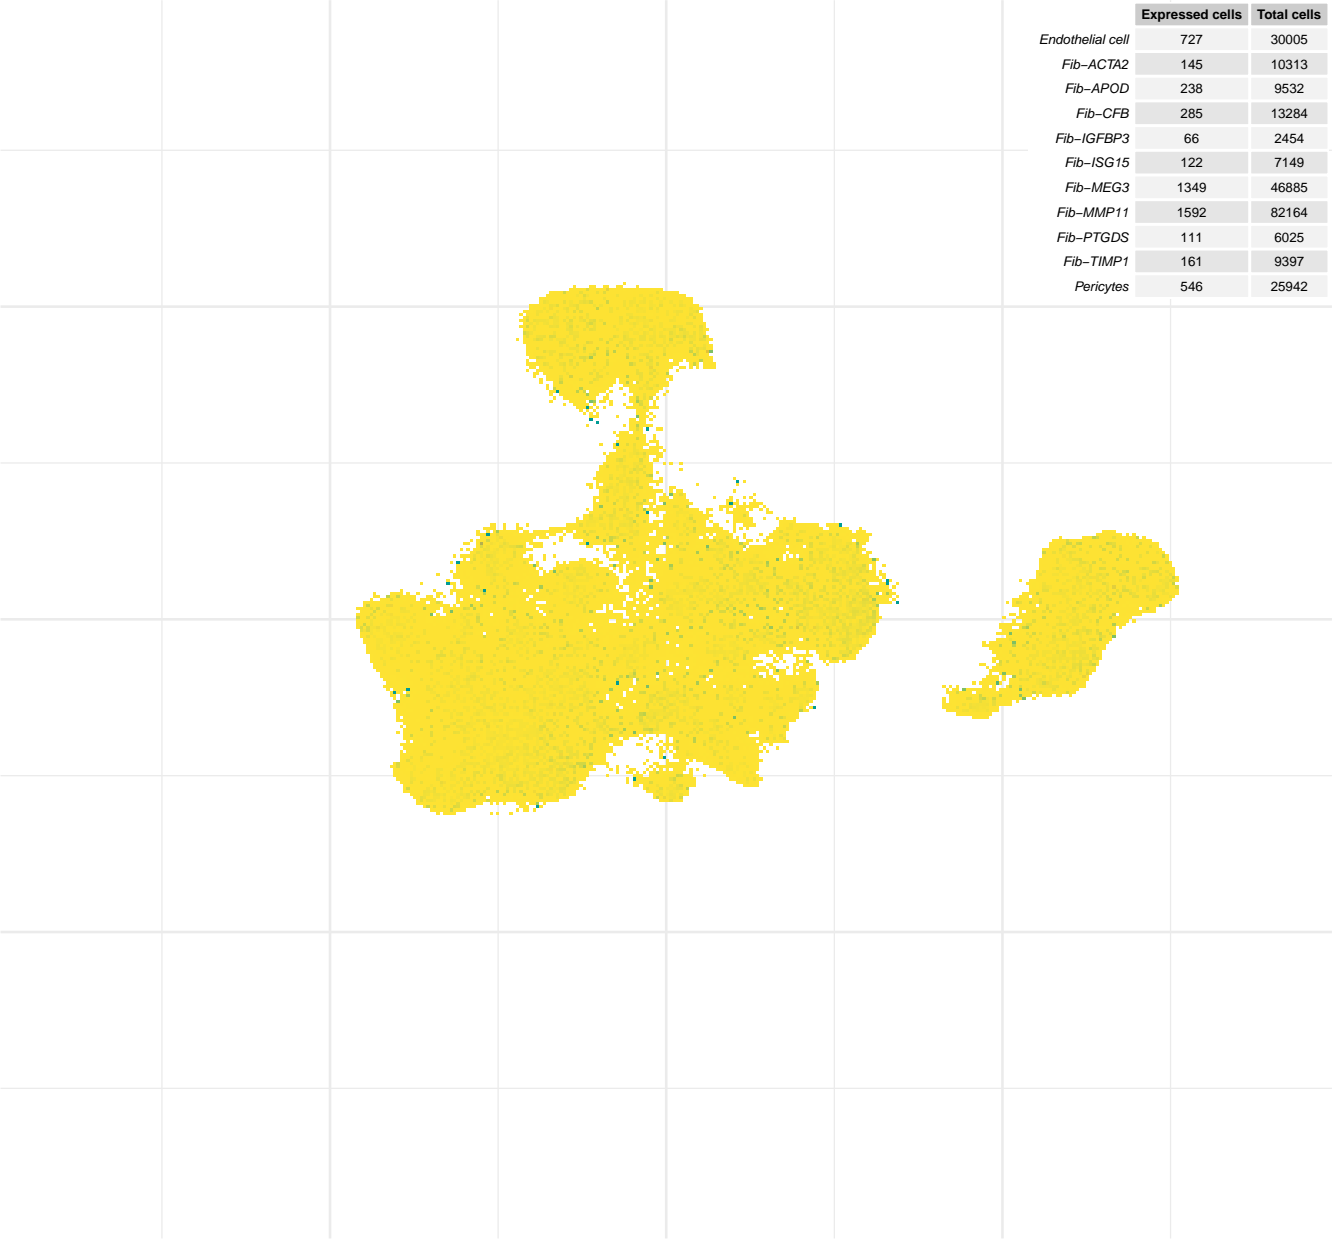 Expressed cells Total cells
Endothelial cell 727 30005
Fib−ACTA2 145 10313
Fib−APOD 238 9532
Fib−CFB 285 13284
Fib−IGFBP3 66 2454
Fib−ISG15 122 7149
Fib−MEG3 1349 46885
Fib−MMP11 1592 82164
Fib−PTGDS 111 6025
Fib−TIMP1 161 9397
Pericytes 546 25942